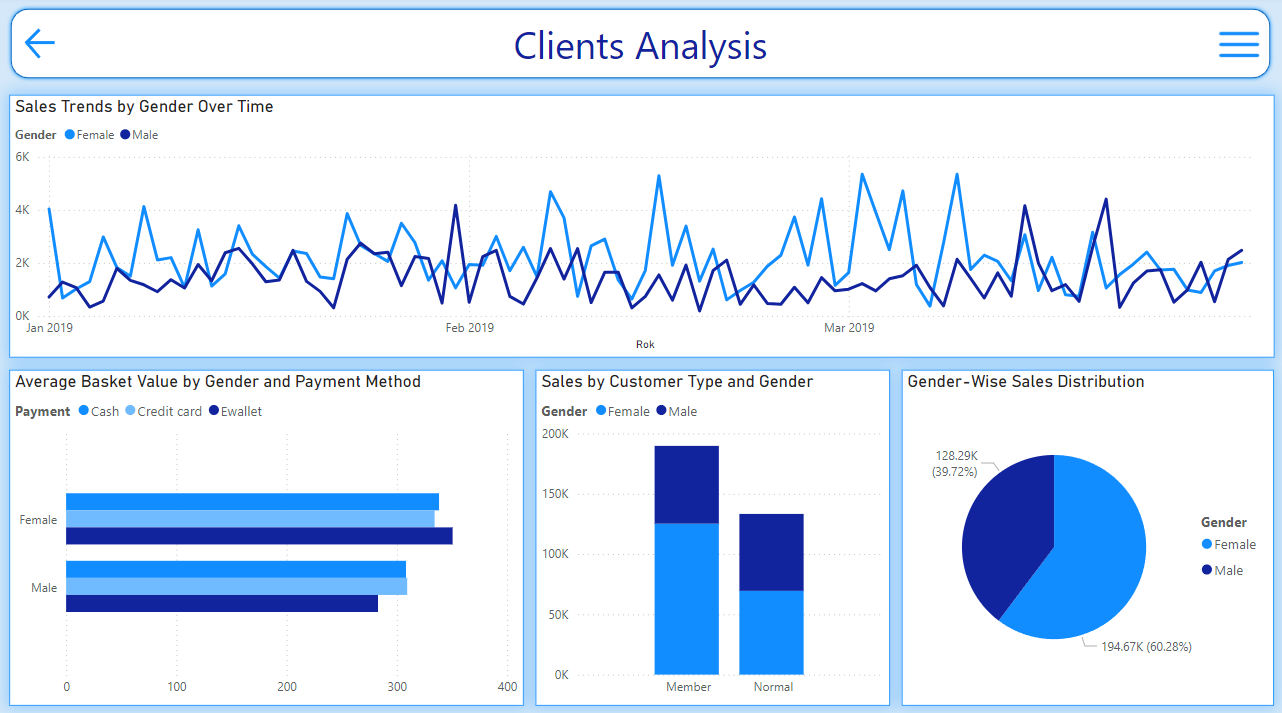 Clients Analysis
Sales Trends by Gender Over Time
Gender Female Male
6K
4K
2K
0K
Jan 2019 Feb 2019 Mar 2019
Rok
Average Basket Value by Gender and Payment Method
Payment Cash Credit card Ewallet
Female
Male
0 100 200 300 400
Sales by Customer Type and Gender
Gender Female Male
200K
150K
100K
50K
0K
Member Normal
Gender-Wise Sales Distribution
128.29K
(39.72%)
194.67K (60.28%)
Gender
Female
Male